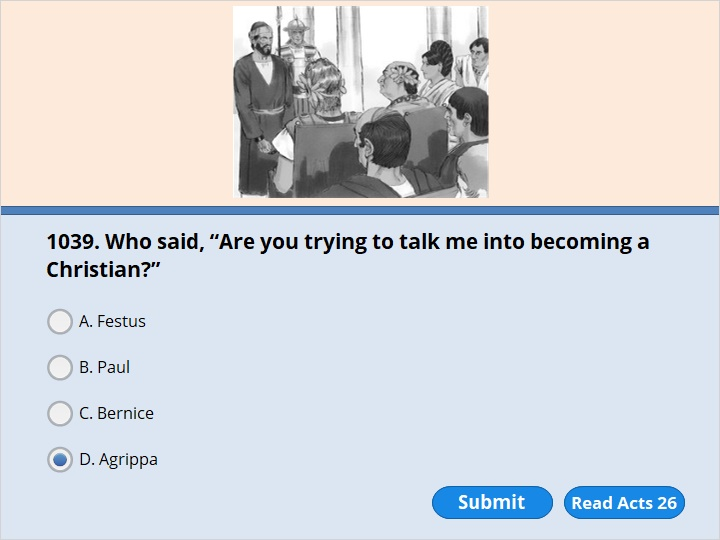 1039. Who said, “Are you trying to talk me into becoming a
Christian?”
A. Festus
B. Paul
C. Bernice
D. Agrippa
Submit
Read Acts 26